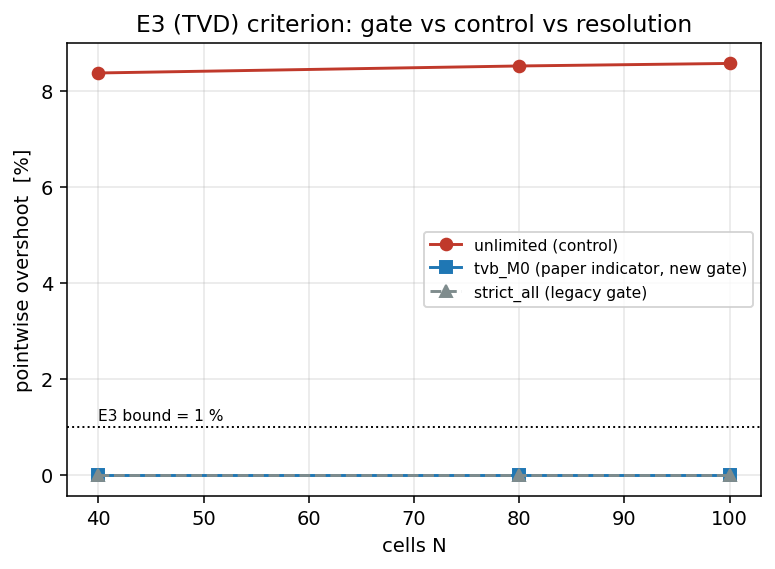 E3 (TVD) criterion: gate vs control vs resolution
pointwise overshoot [%]
8
6
4
2
0
unlimited (control)
tvb_M0 (paper indicator, new gate)
strict_all (legacy gate)
E3 bound = 1 %
40 50 60 70 80 90 100
cells N